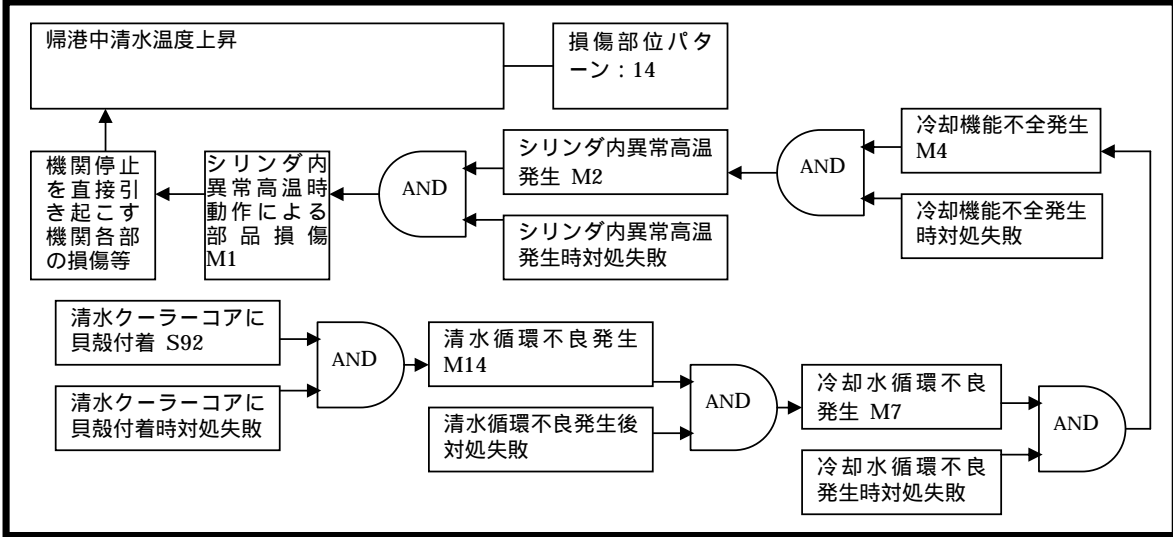 帰港中清水温度上昇
損傷部位パタ
ーン：14
機関停止
を直接引
き起こす
機関各部
の損傷等
シリンダ内
異常高温時
動作による
部品損傷
M1
AND
シリンダ内異常高温
発生 M2
シリンダ内異常高温
発生時対処失敗
AND
冷却機能不全発生
M4
冷却機能不全発生
時対処失敗
清水クーラーコアに
貝殻付着 S92
清水クーラーコアに
貝殻付着時対処失敗
AND
清水循環不良発生
M14
清水循環不良発生後
対処失敗
AND
冷却水循環不良
発生 M7
冷却水循環不良
発生時対処失敗
AND